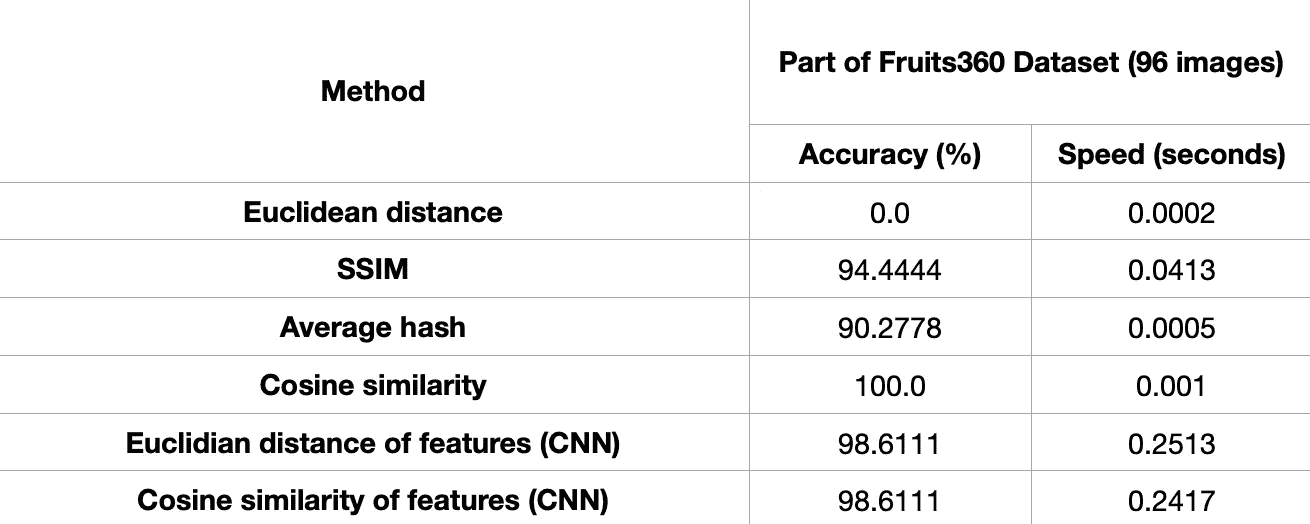 Method
Part of Fruits360 Dataset (96 images)
Accuracy (%)
Speed (seconds)
Euclidean distance
0.0
0.0002
SSIM
94.4444
0.0413
Average hash
90.2778
0.0005
Cosine similarity
100.0
0.001
Euclidian distance of features (CNN)
98.6111
0.2513
Cosine similarity of features (CNN)
98.6111
0.2417